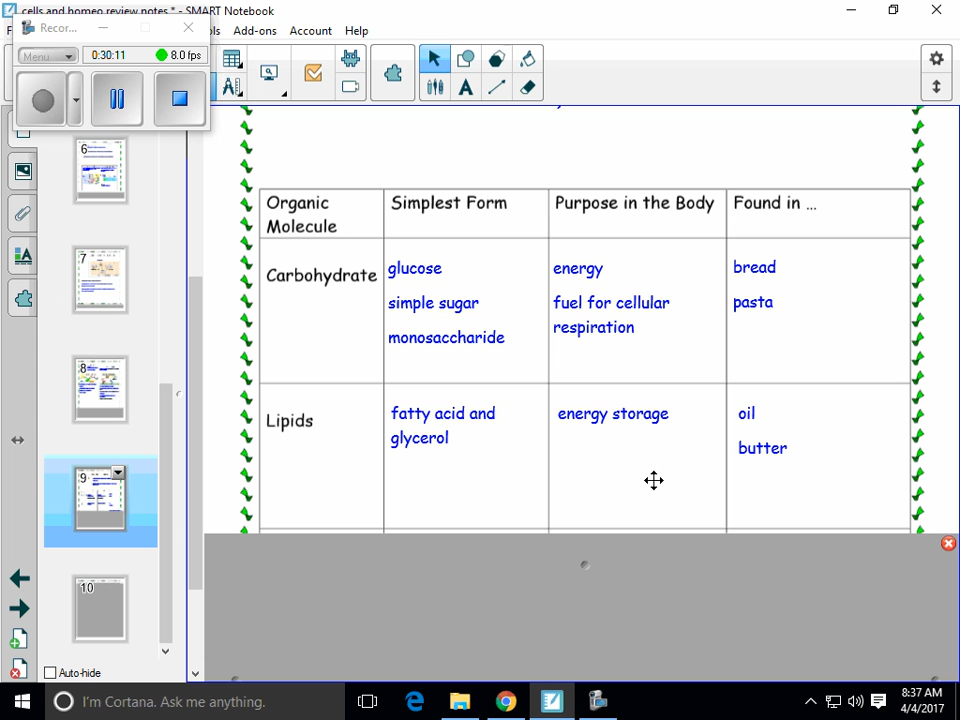 cells and homeo review notes * - SMART Notebook
Recor...
Add-ons
Account
Help
Menu
0:30:11
8.0 fps
6
7
8
9
10
Organic Molecule
Simplest Form
Purpose in the Body
Found in ...
Carbohydrate
glucose
simple sugar
monosaccharide
energy
fuel for cellular
respiration
bread
pasta
Lipids
fatty acid and
glycerol
energy storage
oil
butter
Auto-hide
I'm Cortana. Ask me anything.
8:37 AM
4/4/2017